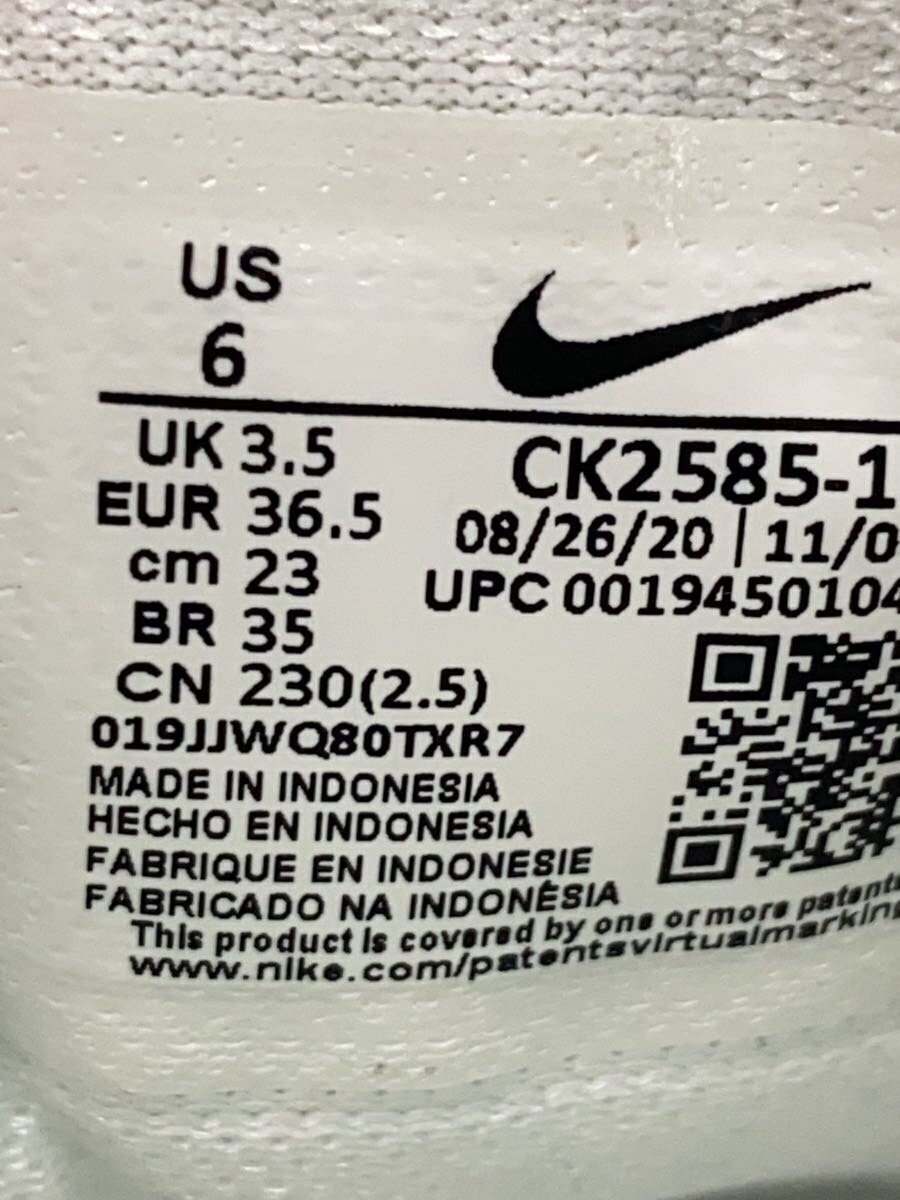 US
6
UK 3.5
EUR 36.5
cm 23
BR 35
CN 230(2.5)
CK2585-1
08/26/20 | 11/0
UPC 0019450104
019JJWQ80TXR7
MADE IN INDONESIA
HECHO EN INDONESIA
FABRIQUE EN INDONESIE
FABRICADO NA INDONÉSIA
This product is covered by one or more patents
www.nike.com/patentsvirtualmarking